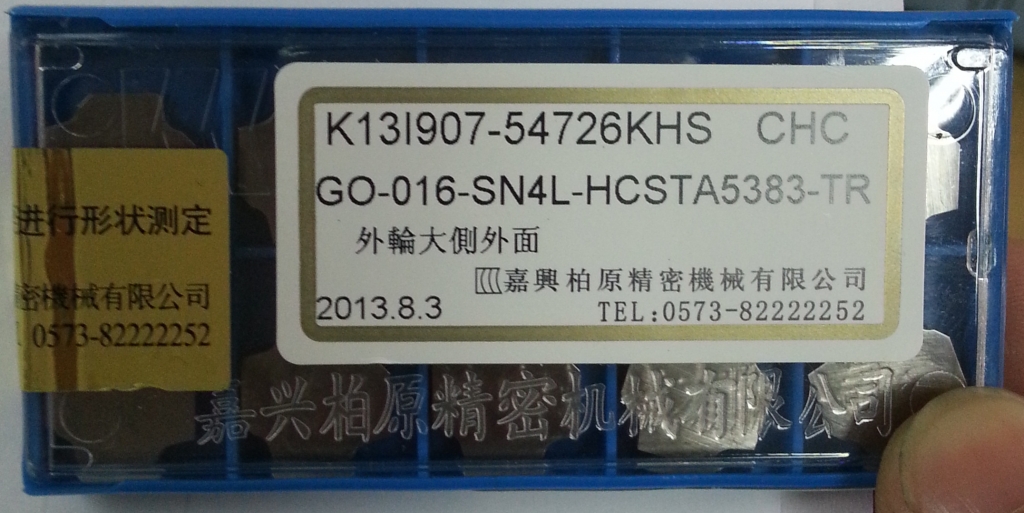 K13I907-54726KHS CHC
GO-016-SN4L-HCSTA5383-TR
外輪大側外面
嘉興柏原精密機械有限公司
2013.8.3 TEL:0573-82222252
进行形状测定
密機械有限公司
0573-82222252
嘉兴柏原精密机械有限公司